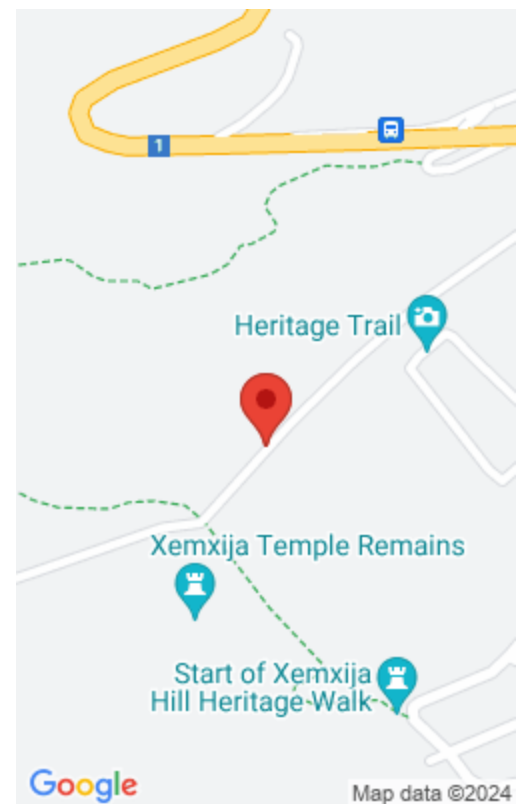 1
Heritage Trail
Xemxija Temple Remains
Start of Xemxija
Hill Heritage Walk
Google
Map data ©2024